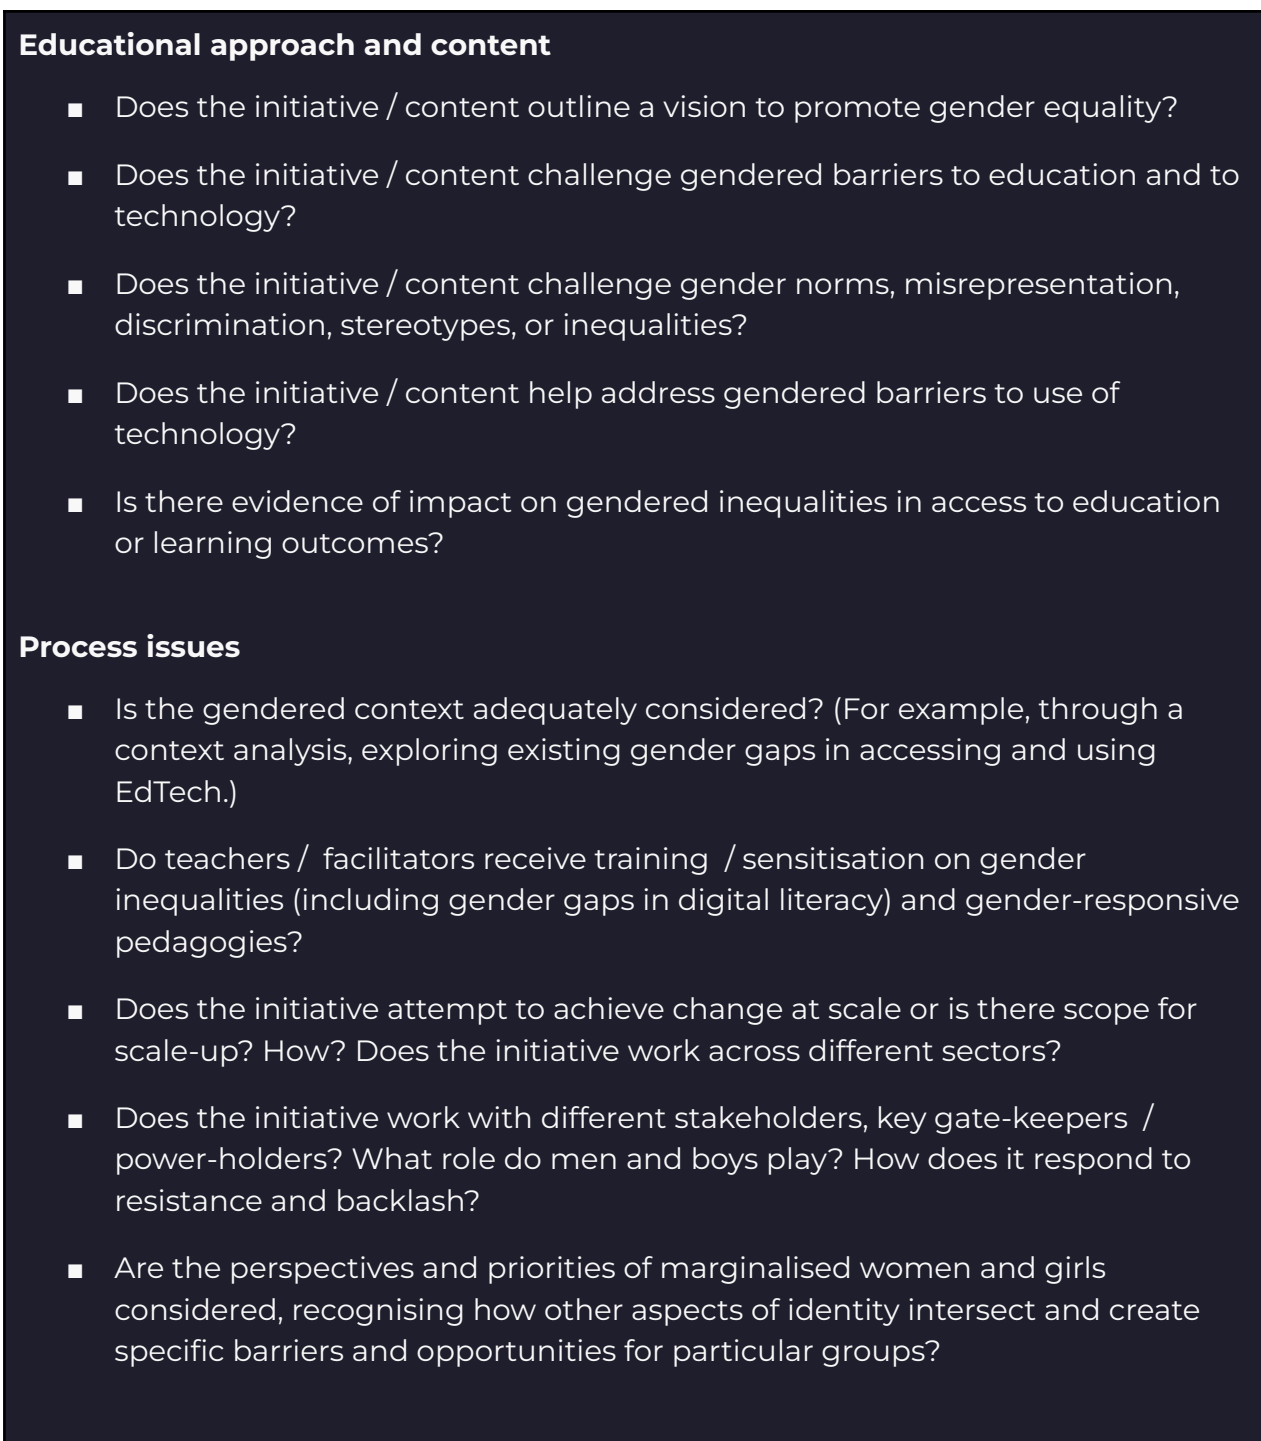 Educational approach and content
■ Does the initiative / content outline a vision to promote gender equality?
■ Does the initiative / content challenge gendered barriers to education and to
technology?
■ Does the initiative / content challenge gender norms, misrepresentation,
discrimination, stereotypes, or inequalities?
■ Does the initiative / content help address gendered barriers to use of
technology?
■ Is there evidence of impact on gendered inequalities in access to education
or learning outcomes?
Process issues
■ Is the gendered context adequately considered? (For example, through a
context analysis, exploring existing gender gaps in accessing and using
EdTech.)
■ Do teachers /  facilitators receive training  / sensitisation on gender
inequalities (including gender gaps in digital literacy) and gender-responsive
pedagogies?
■ Does the initiative attempt to achieve change at scale or is there scope for
scale-up? How? Does the initiative work across different sectors?
■ Does the initiative work with different stakeholders, key gate-keepers  /
power-holders? What role do men and boys play? How does it respond to
resistance and backlash?
■ Are the perspectives and priorities of marginalised women and girls
considered, recognising how other aspects of identity intersect and create
specific barriers and opportunities for particular groups?